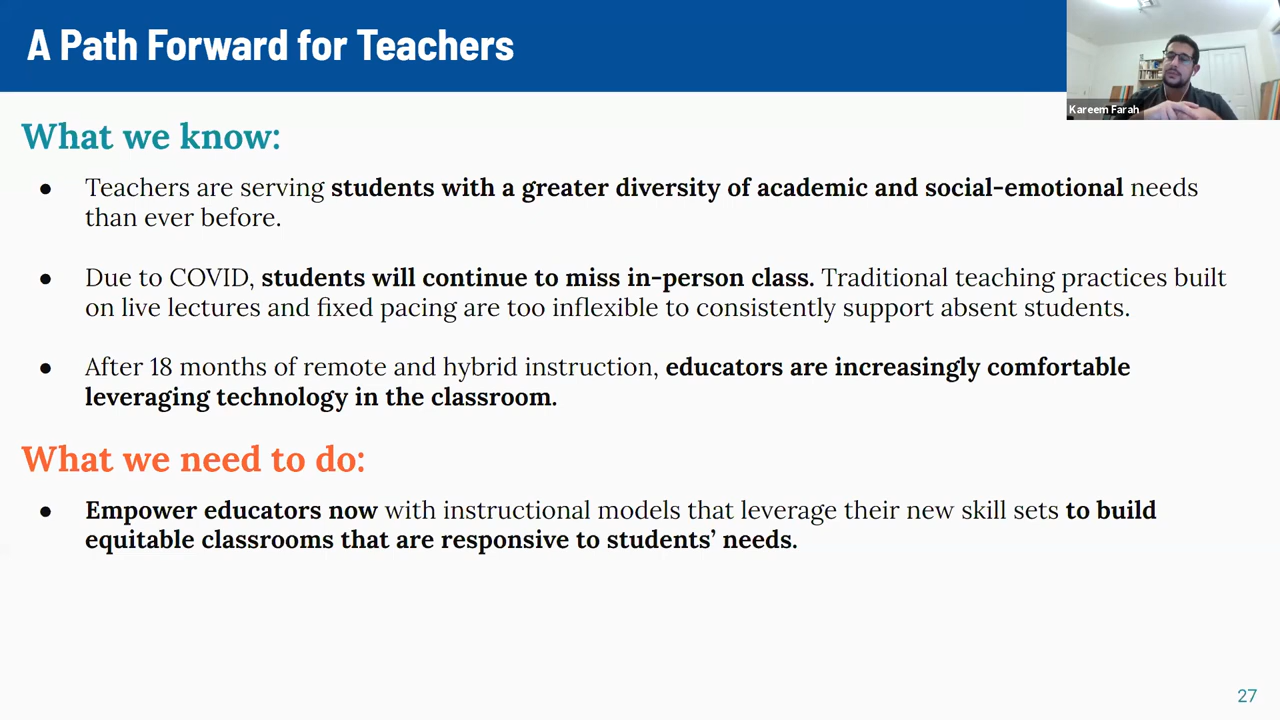 A Path Forward for Teachers
Kareem Farah
What we know:
● Teachers are serving students with a greater diversity of academic and social-emotional needs
than ever before.
● Due to COVID, students will continue to miss in-person class. Traditional teaching practices built
on live lectures and fixed pacing are too inflexible to consistently support absent students.
● After 18 months of remote and hybrid instruction, educators are increasingly comfortable
leveraging technology in the classroom.
What we need to do:
● Empower educators now with instructional models that leverage their new skill sets to build
equitable classrooms that are responsive to students’ needs.
27